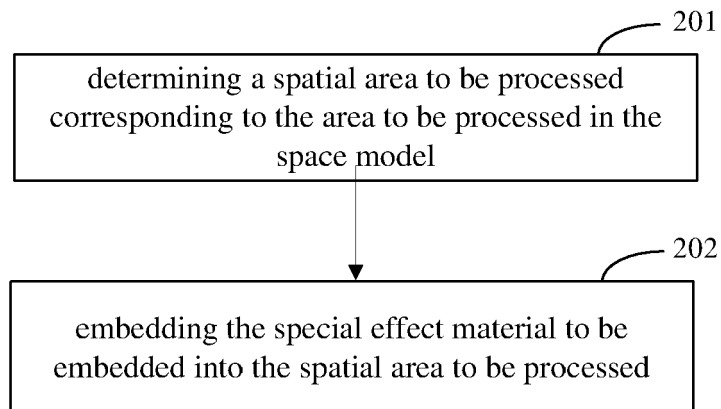 201
determining a spatial area to be processed
corresponding to the area to be processed in the
space model
202
embedding the special effect material to be
embedded into the spatial area to be processed